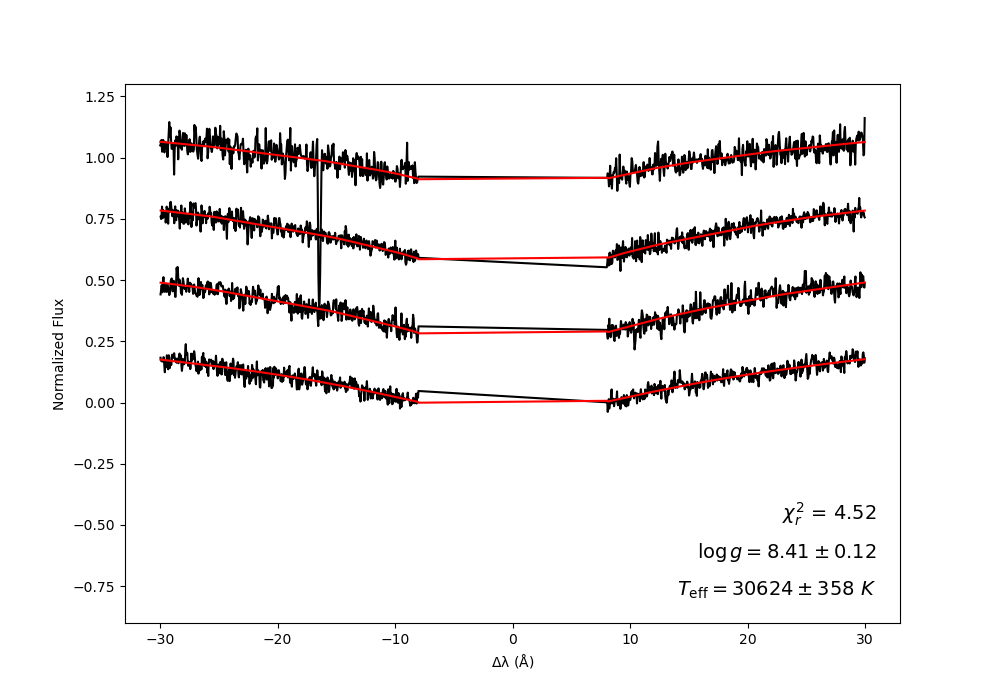 1.25
1.00
0.75
0.50
0.25
0.00
−0.25
−0.50
−0.75
Normalized Flux
χ²ᵣ = 4.52
log g = 8.41 ± 0.12
T_eff = 30624 ± 358 K
−30 −20 −10 0 10 20 30
Δλ (Å)